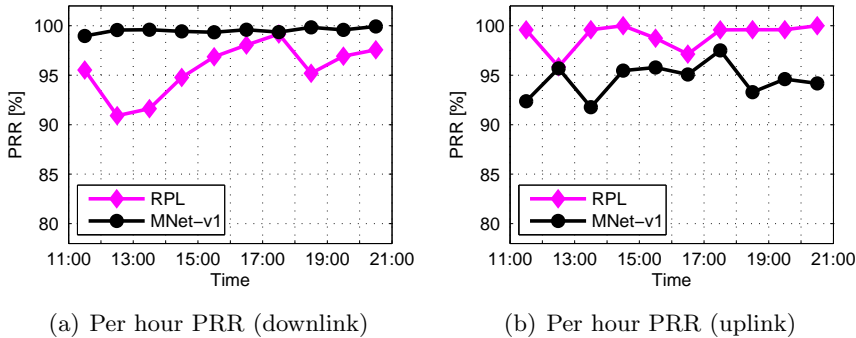 100
95
90
85
80
PRR [%]
RPL
MNet−v1
11:00 13:00 15:00 17:00 19:00 21:00
Time
(a) Per hour PRR (downlink)
100
95
90
85
80
PRR [%]
RPL
MNet−v1
11:00 13:00 15:00 17:00 19:00 21:00
Time
(b) Per hour PRR (uplink)